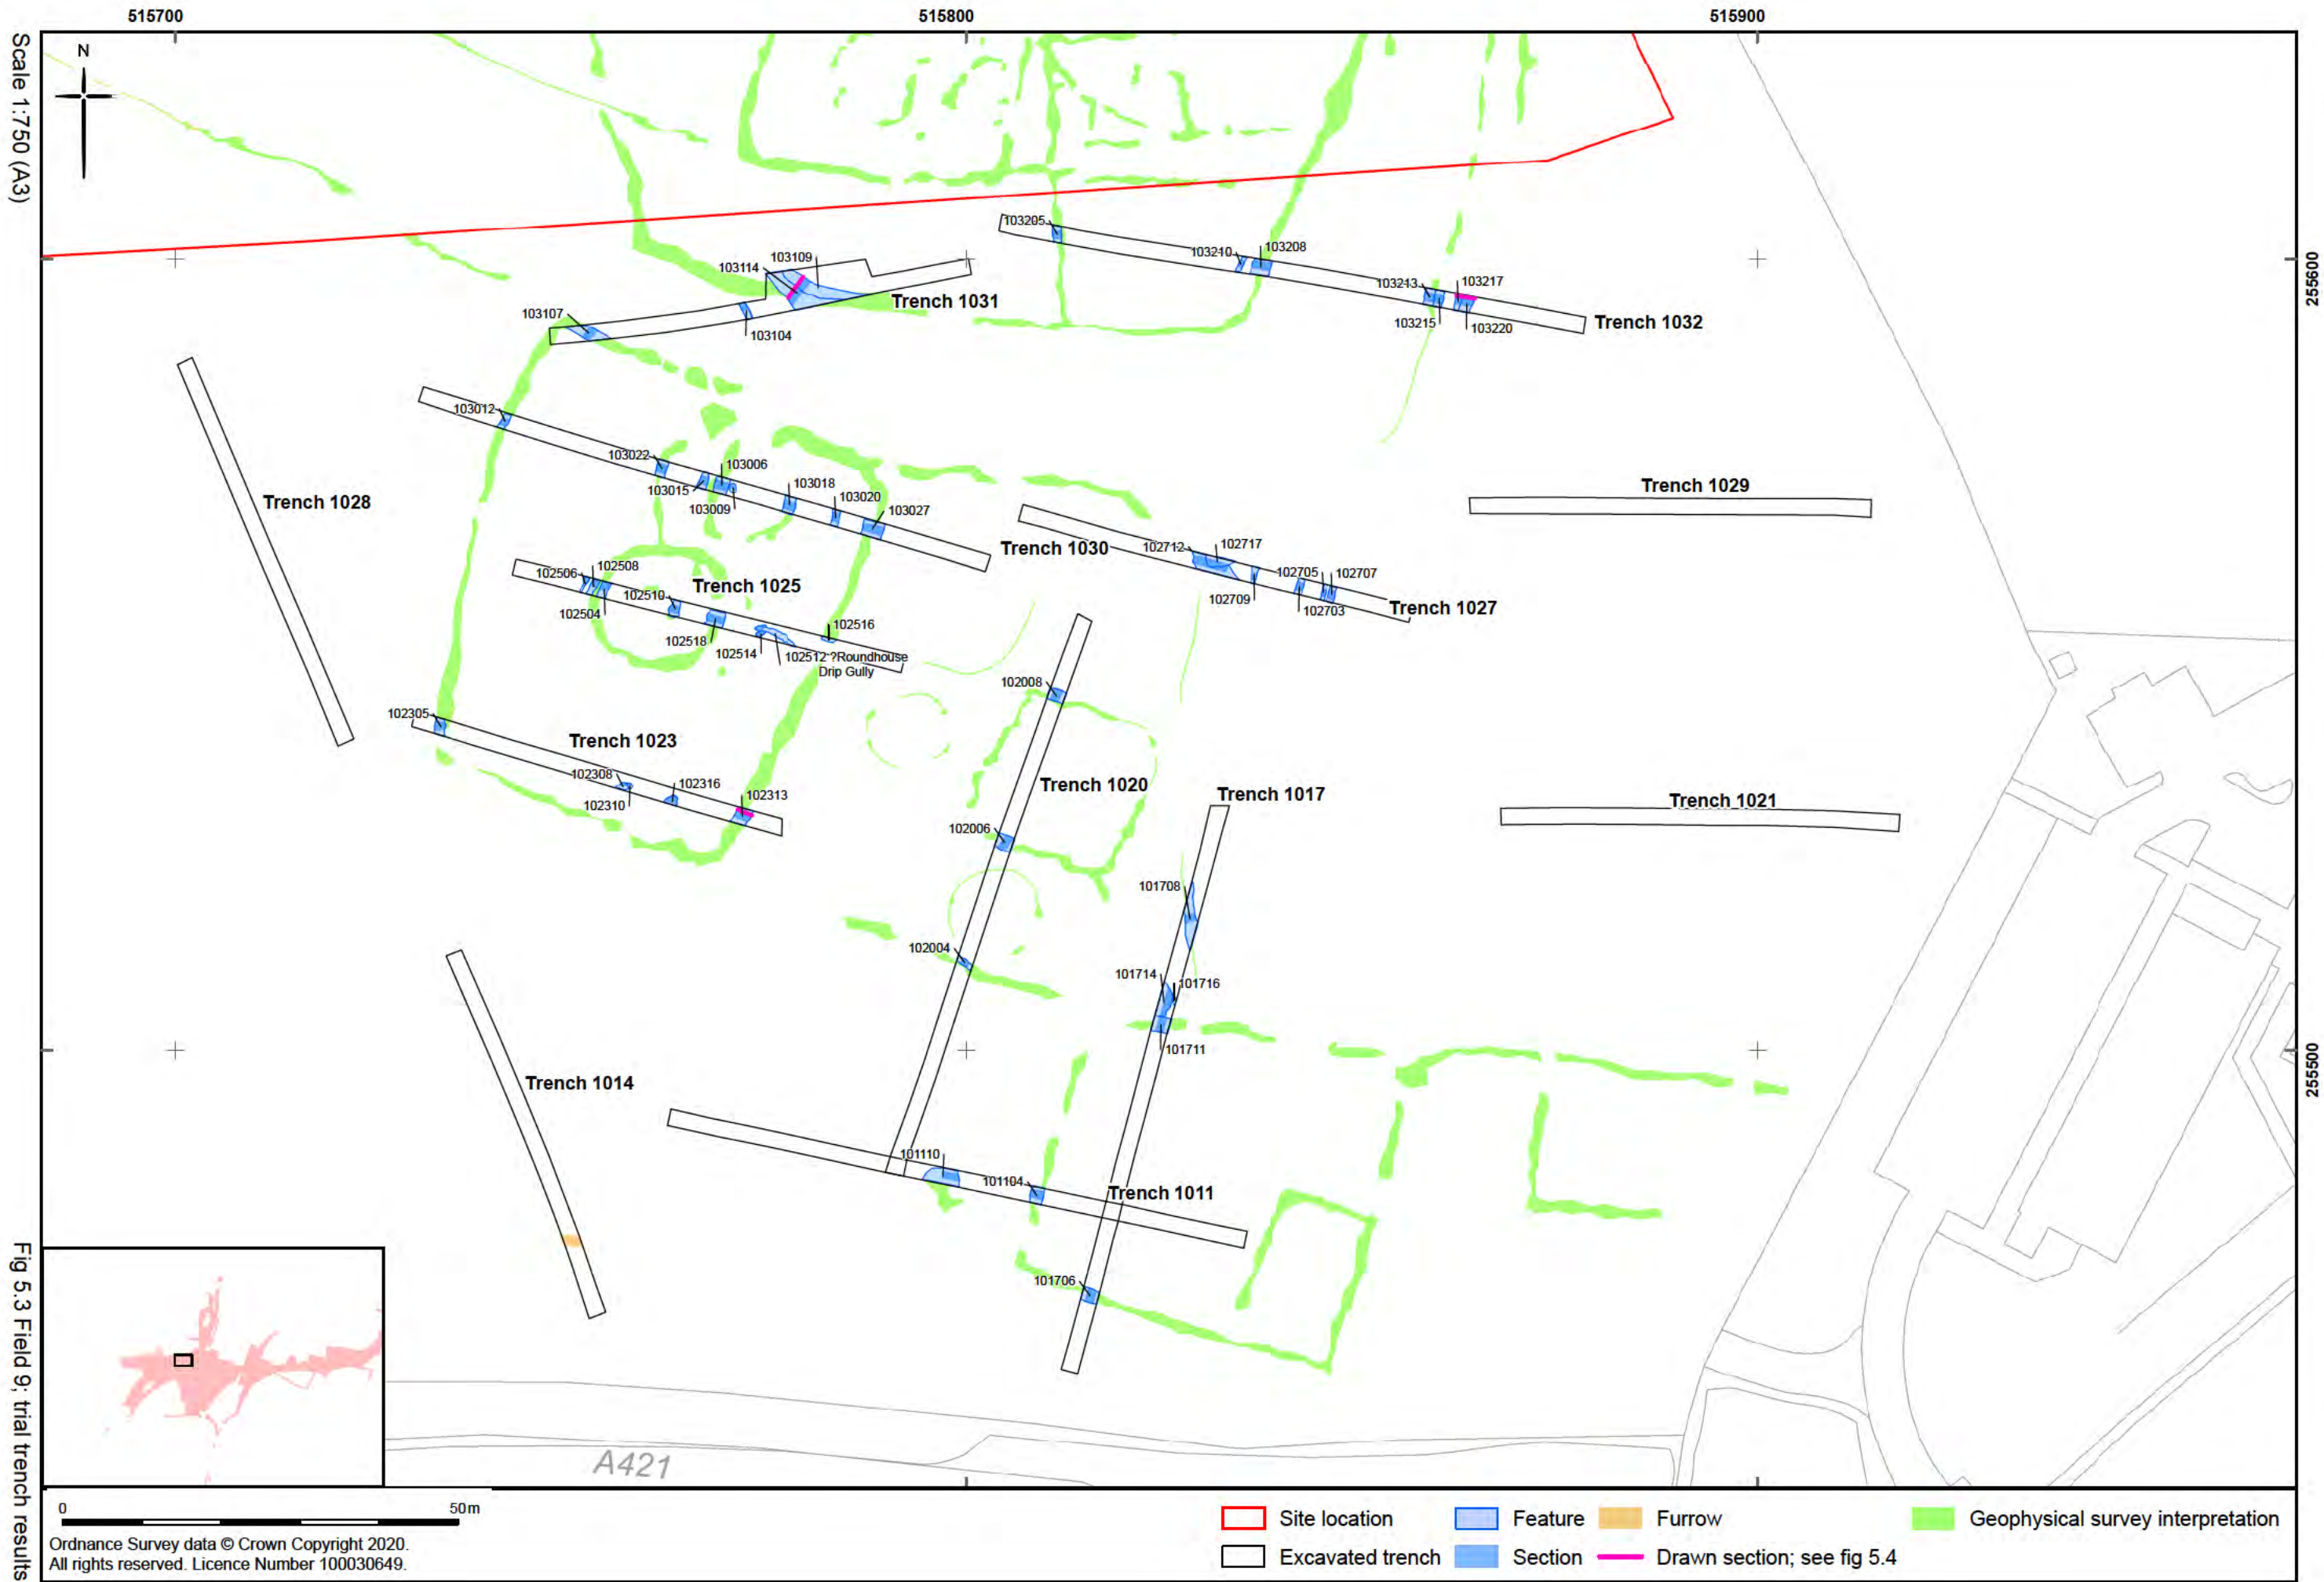 515700
515800
515900
Scale 1:750 (A3)
N
103205
103210
103208
103114
103109
255600
Trench 1031
103213
103217
103107
103104
103215
103220
Trench 1032
103012
103022
103006
103015
103009
103018
103020
103027
Trench 1028
Trench 1029
Trench 1030
102712
102717
102506
102508
Trench 1025
102510
102504
102705
102707
102709
102703
Trench 1027
102516
102518
102514
102512 ?Roundhouse
Drip Gully
102008
102305
Trench 1023
102308
102316
102310
102313
Trench 1020
Trench 1017
Trench 1021
102006
101708
102004
101714
101716
101711
255500
Trench 1014
101110
101104
Trench 1011
101706
A421
Fig 5.3 Field 9; trial trench results
0
50m
Ordnance Survey data © Crown Copyright 2020.
All rights reserved. Licence Number 100030649.
Site location
Feature
Furrow
Geophysical survey interpretation
Excavated trench
Section
Drawn section; see fig 5.4